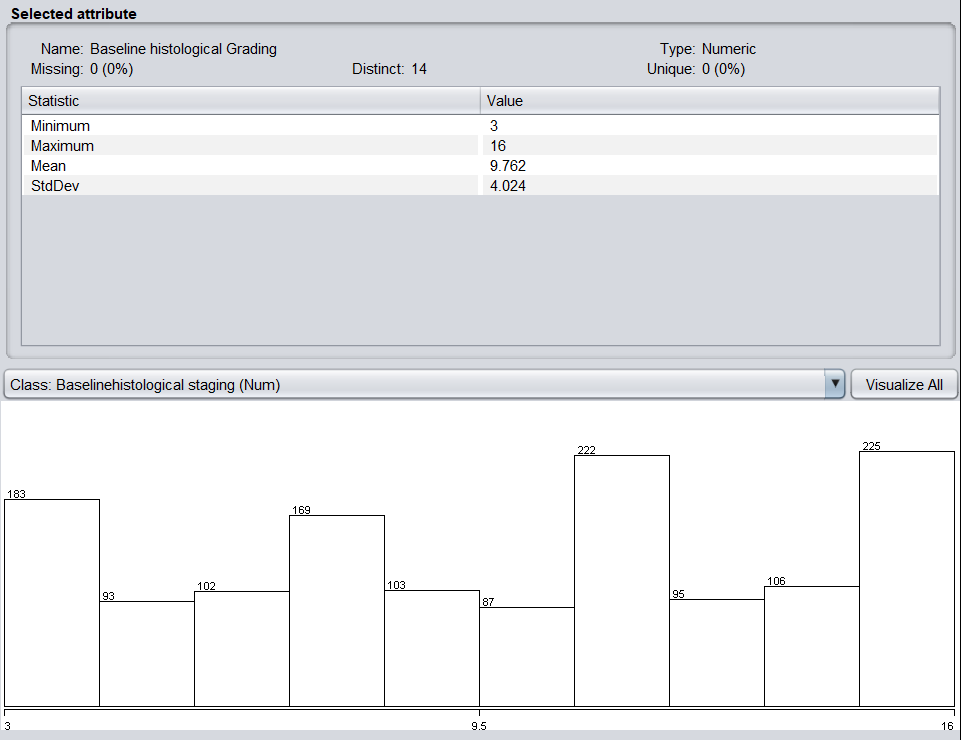 Selected attribute
Name: Baseline histological Grading Type: Numeric
Missing: 0 (0%) Distinct: 14 Unique: 0 (0%)
Statistic Value
Minimum 3
Maximum 16
Mean 9.762
StdDev 4.024
Class: Baselinehistological staging (Num) Visualize All
183 93 102 169 103 87 222 95 106 225
3 9.5 16